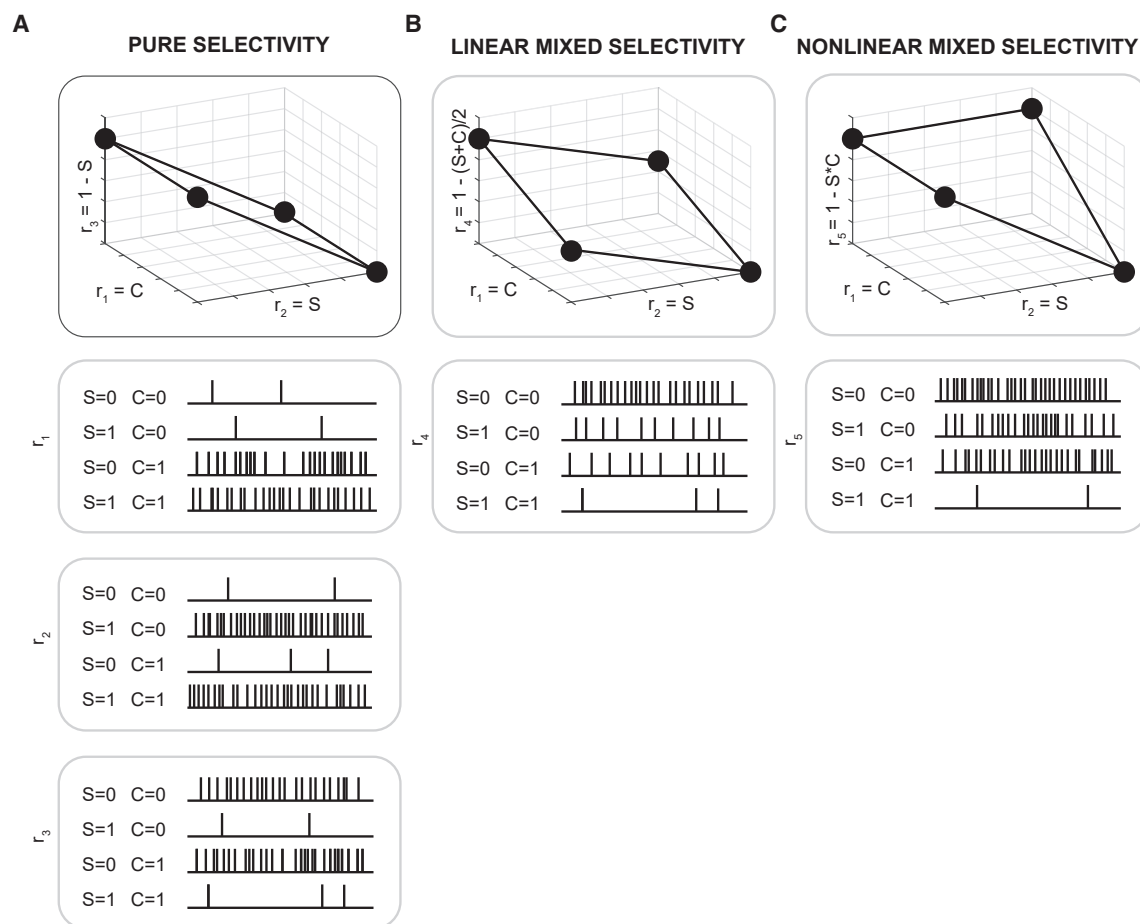 A
PURE SELECTIVITY
B
LINEAR MIXED SELECTIVITY
C
NONLINEAR MIXED SELECTIVITY
r3 = 1 - S
r1 = C
r2 = S
r4 = 1 - (S+C)/2
r1 = C
r2 = S
r5 = 1 - S*C
r1 = C
r2 = S
r1
S=0 C=0
S=1 C=0
S=0 C=1
S=1 C=1
r4
S=0 C=0
S=1 C=0
S=0 C=1
S=1 C=1
r5
S=0 C=0
S=1 C=0
S=0 C=1
S=1 C=1
r2
S=0 C=0
S=1 C=0
S=0 C=1
S=1 C=1
r3
S=0 C=0
S=1 C=0
S=0 C=1
S=1 C=1